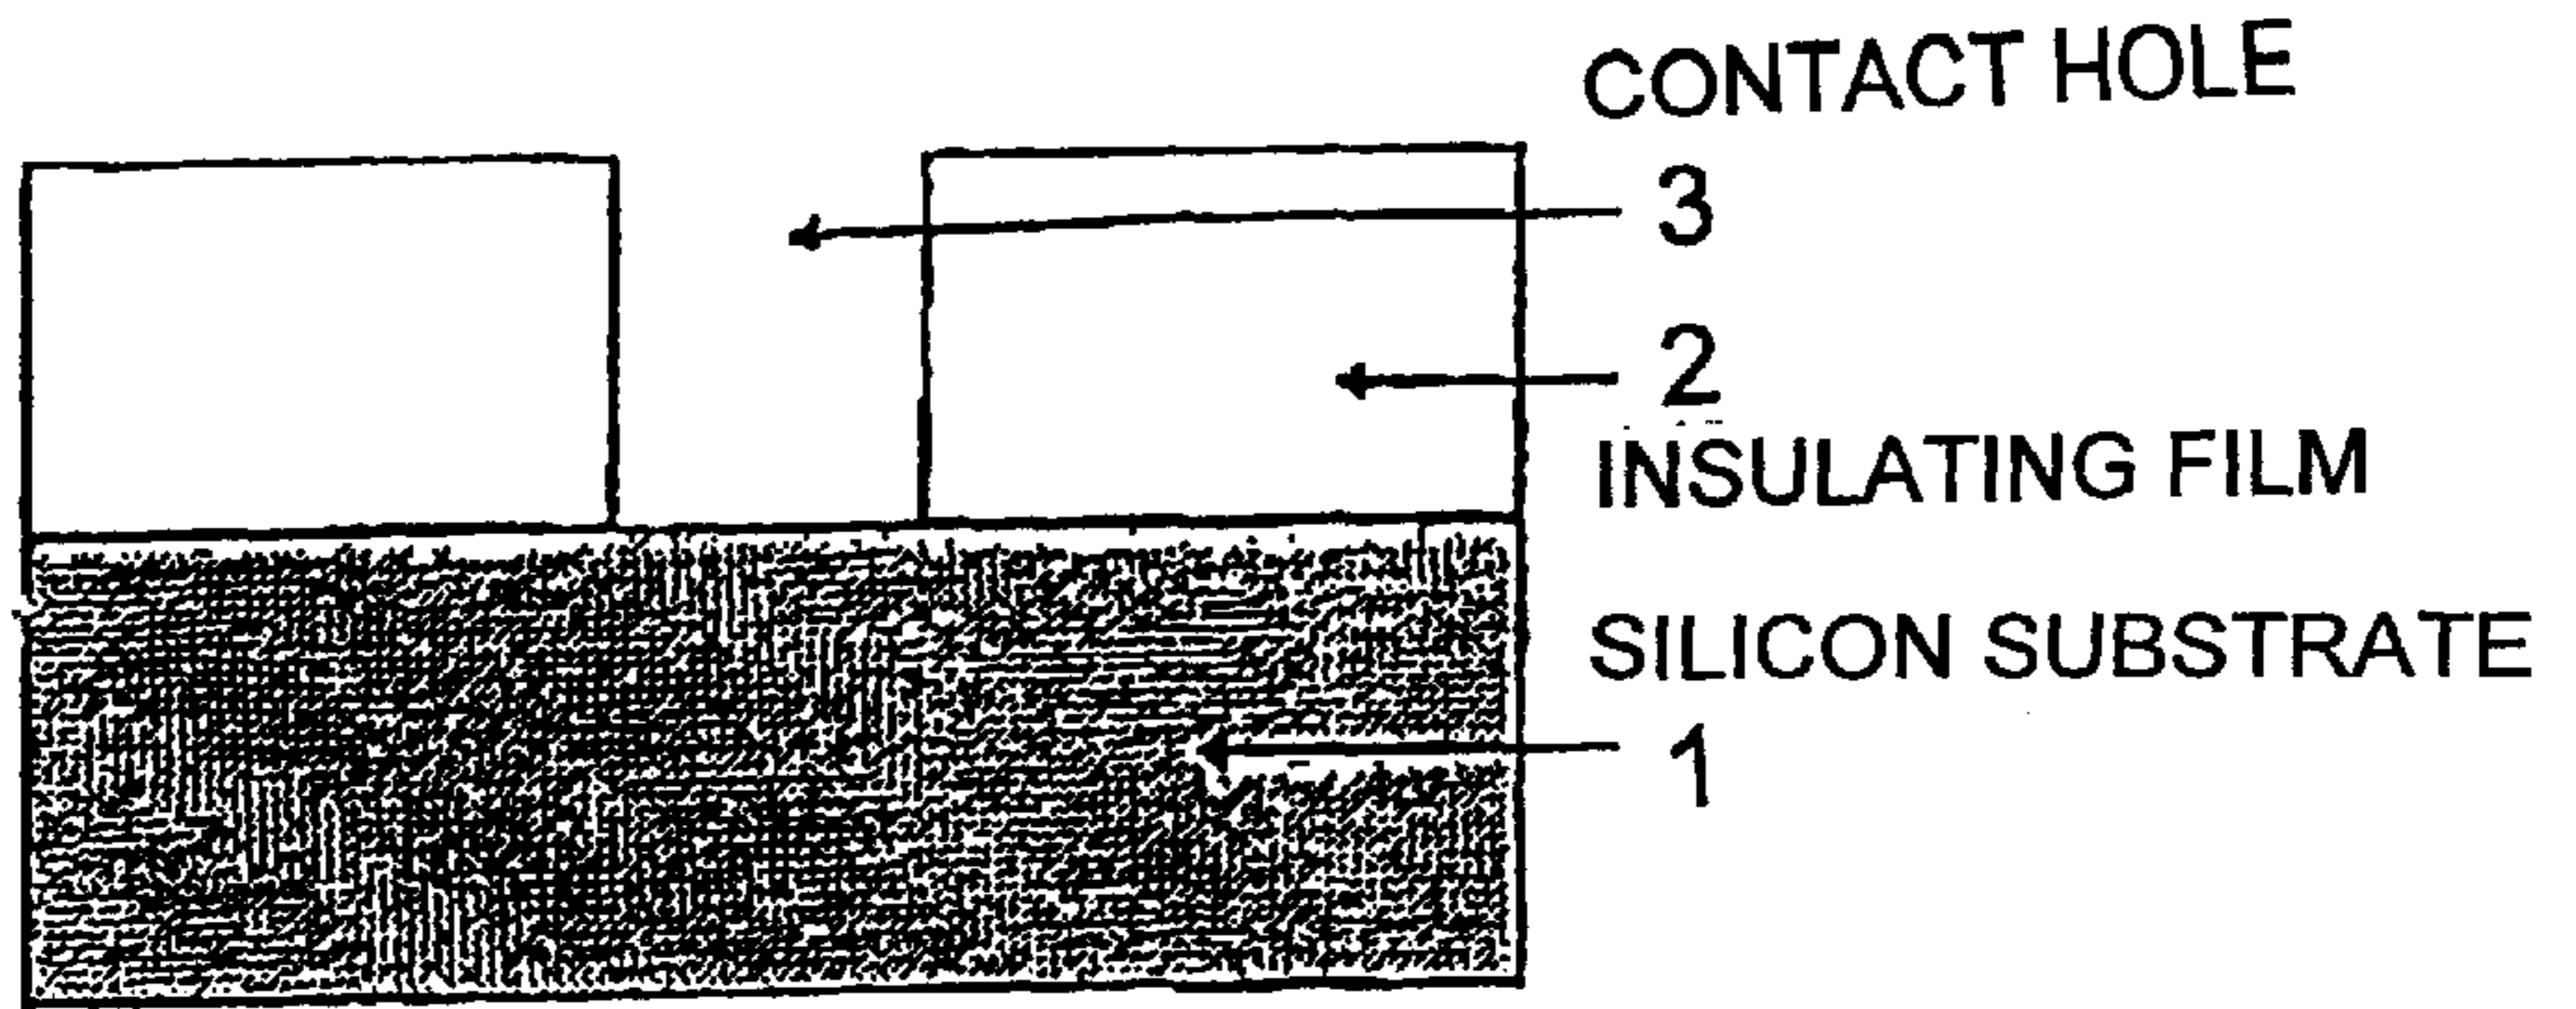 CONTACT HOLE
3
2
INSULATING FILM
SILICON SUBSTRATE
1